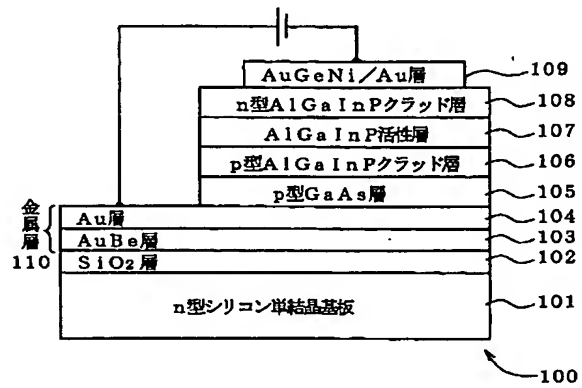 AuGeNi/Au層 109
n型AlGaInPクラッド層 108
AlGaInP活性層 107
p型AlGaInPクラッド層 106
p型GaAs層 105
金属層
Au層 104
AuBe層 103
110
SiO2層 102
n型シリコン単結晶基板 101
100